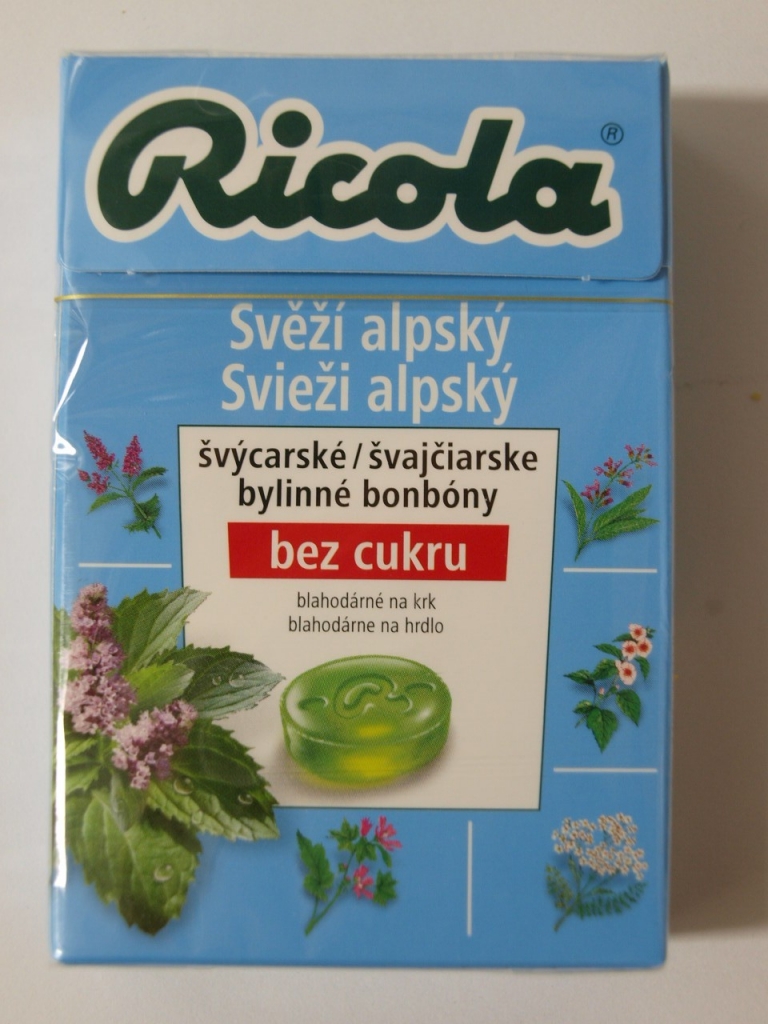 Ricola®
Svěží alpský
Svieži alpský
švýcarské / švajčiarske
bylinné bonbóny
bez cukru
blahodárné na krk
blahodárne na hrdlo